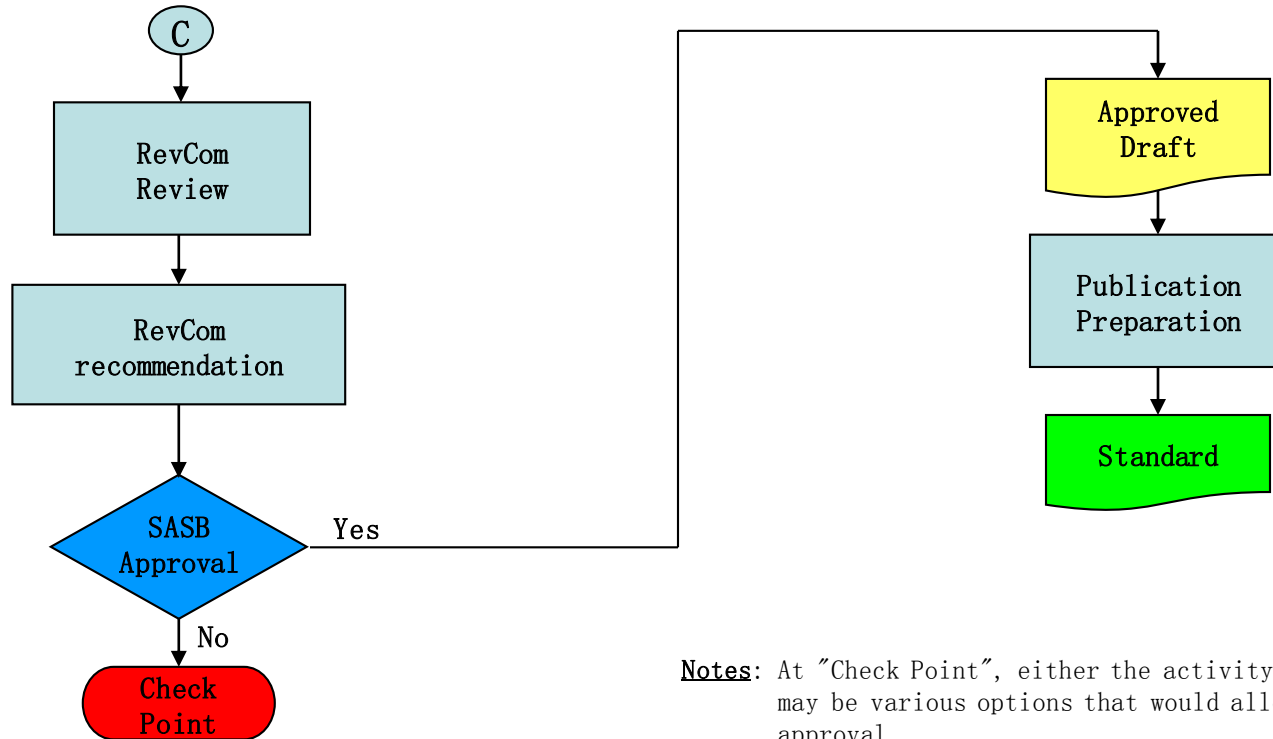 C
RevCom
Review
RevCom
recommendation
SASB
Approval
Yes
No
Check
Point
Approved
Draft
Publication
Preparation
Standard
Notes: At "Check Point", either the activity
may be various options that would all
approval